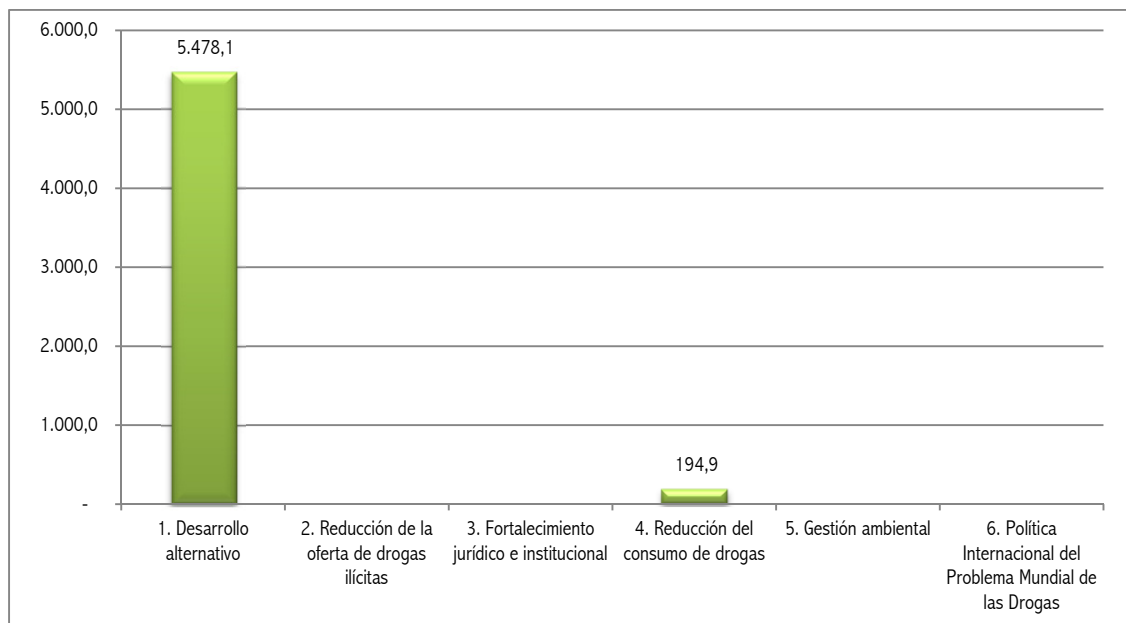 6.000,0
5.478,1
5.000,0
4.000,0
3.000,0
2.000,0
1.000,0
194,9
-
1. Desarrollo
alternativo
2. Reducción de la
oferta de drogas
ilícitas
3. Fortalecimiento
jurídico e institucional
4. Reducción del
consumo de drogas
5. Gestión ambiental
6. Política
Internacional del
Problema Mundial de
las Drogas